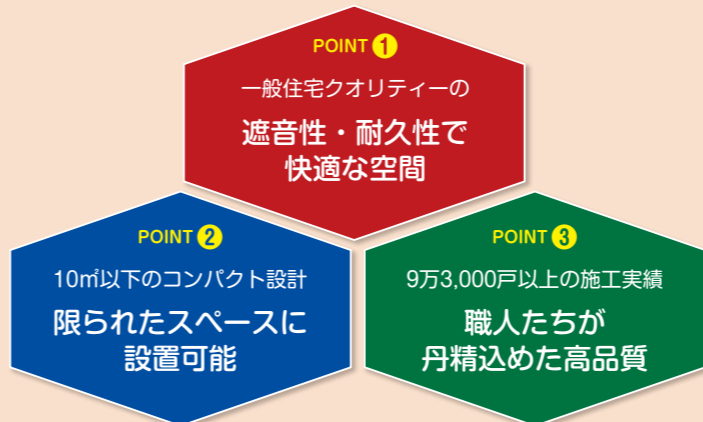 POINT 1
一般住宅クオリティーの
遮音性・耐久性で
快適な空間
POINT 2
10㎡以下のコンパクト設計
限られたスペースに
設置可能
POINT 3
9万3,000戸以上の施工実績
職人たちが
丹精込めた高品質